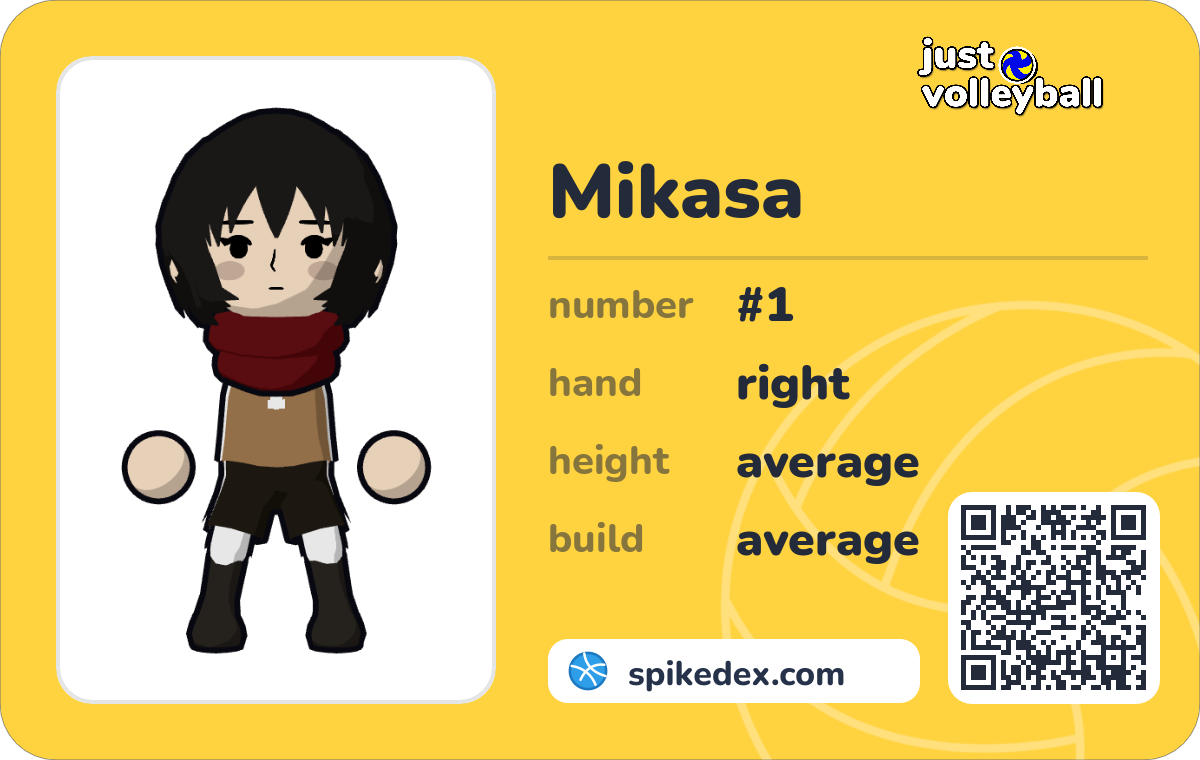 just
volleyball
Mikasa
number #1
hand right
height average
build average
spikedex.com